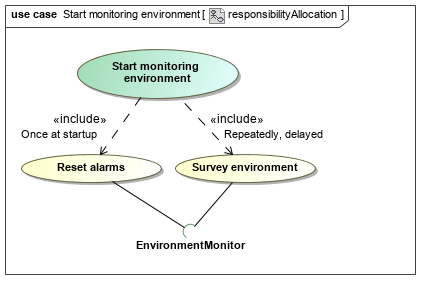 use case Start monitoring environment [ responsibilityAllocation ]
Start monitoring
environment
«include»
Once at startup
«include»
Repeatedly, delayed
Reset alarms
Survey environment
EnvironmentMonitor